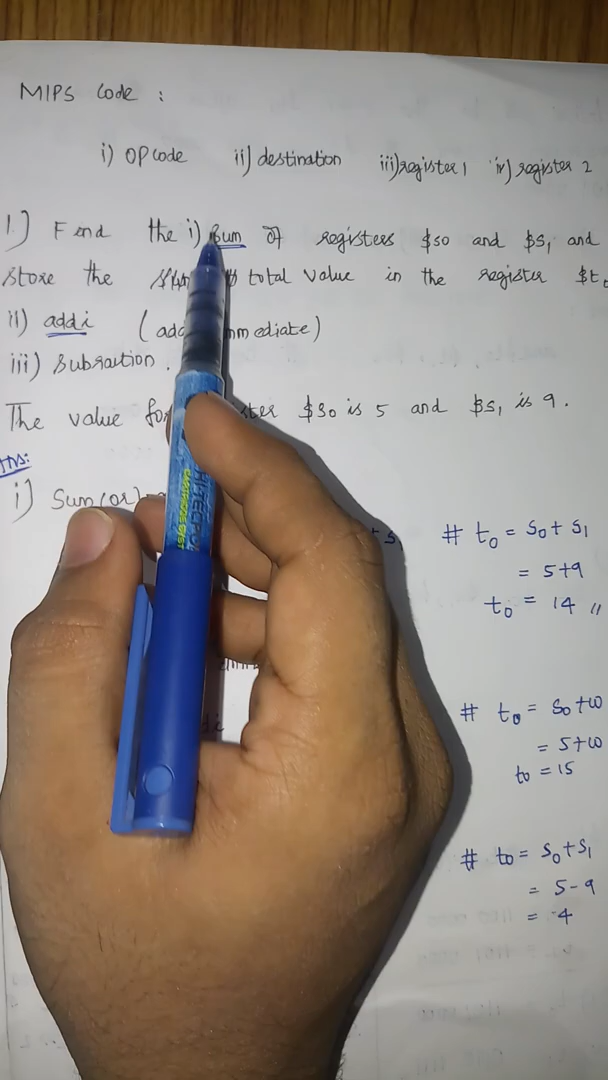 MIPS Code :
i) OPcode ii) destination iii) register 1 iv) register 2
1.) Find the i) Sum of registers $s0 and $s1 and
store the total value in the register $t
ii) addi (add immediate)
iii) Subraction.
The value for register $s0 is 5 and $s1 is 9.
Ans:
i) Sum (or)
+ s1 # t0 = s0 + s1
= 5+9
t0 = 14 //
# t0 = s0 + 10
= 5+10
t0 = 15
# t0 = s0 + s1
= 5-9
= -4